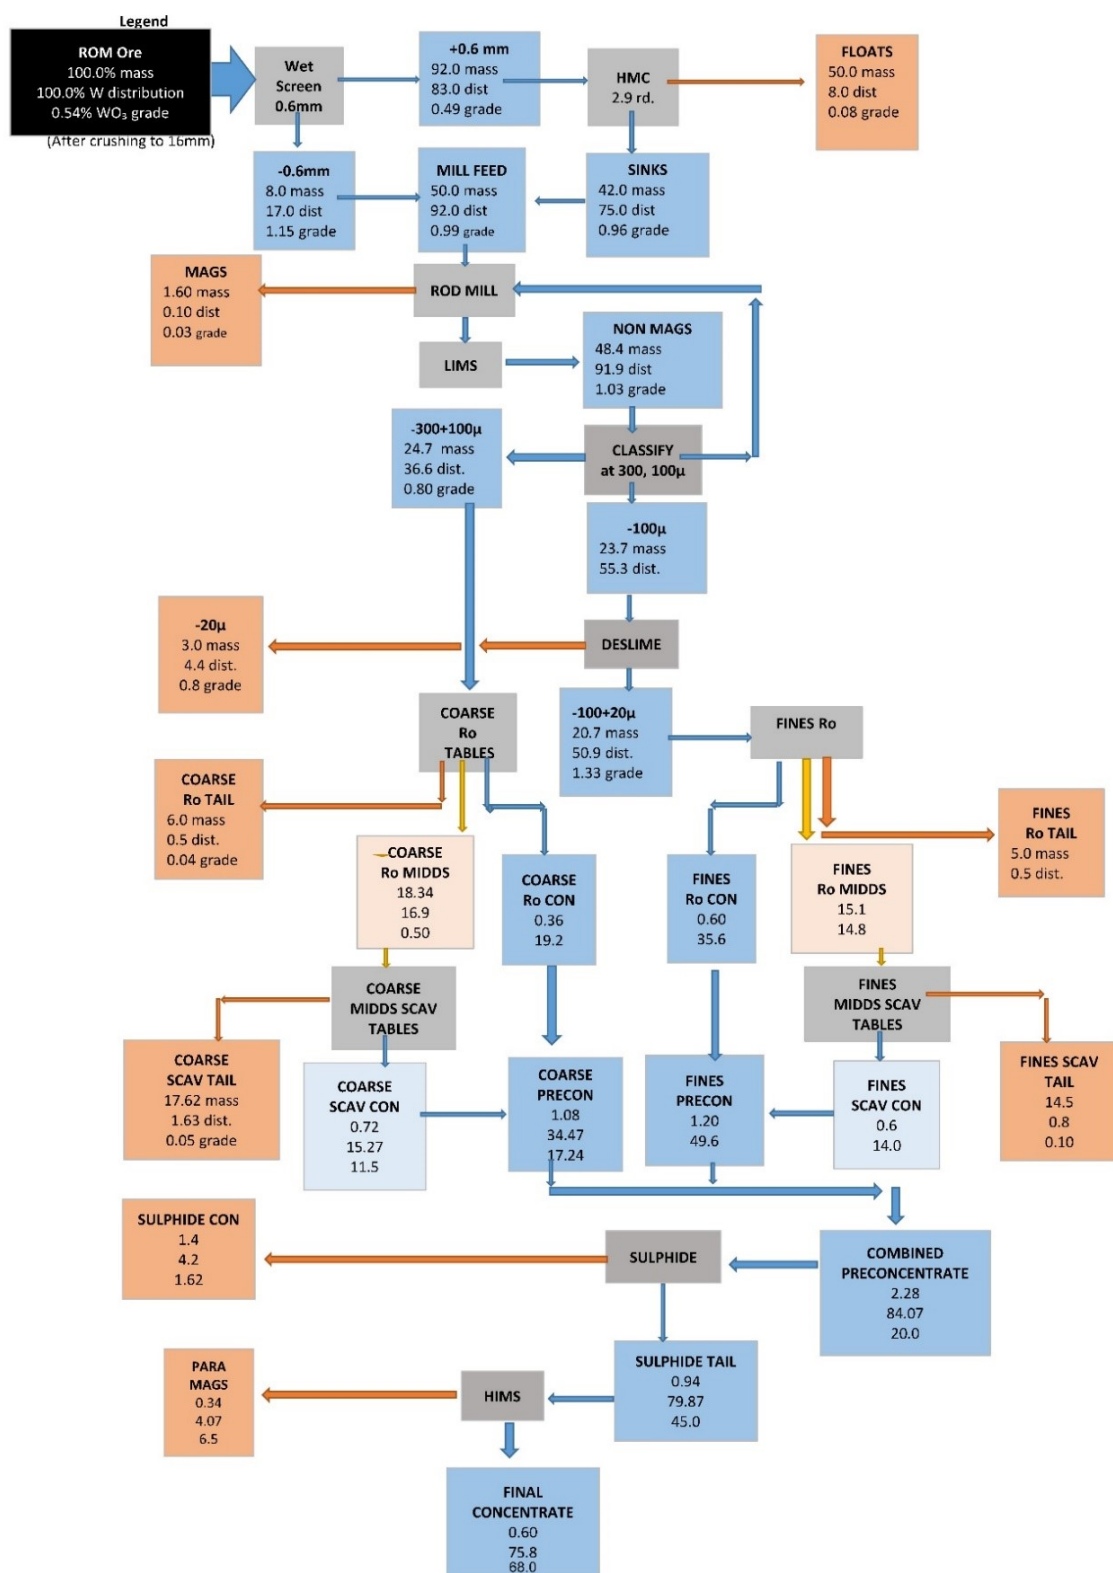 Legend
ROM Ore
100.0% mass
100.0% W distribution
0.54% WO₃ grade
(After crushing to 16mm)
Wet
Screen
0.6mm
+0.6 mm
92.0 mass
83.0 dist
0.49 grade
HMC
2.9 rd.
FLOATS
50.0 mass
8.0 dist
0.08 grade
-0.6mm
8.0 mass
17.0 dist
1.15 grade
MILL FEED
50.0 mass
92.0 dist
0.99 grade
SINKS
42.0 mass
75.0 dist
0.96 grade
MAGS
1.60 mass
0.10 dist
0.03 grade
ROD MILL
LIMS
NON MAGS
48.4 mass
91.9 dist
1.03 grade
-300+100µ
24.7 mass
36.6 dist.
0.80 grade
CLASSIFY
at 300, 100µ
-100µ
23.7 mass
55.3 dist.
-20µ
3.0 mass
4.4 dist.
0.8 grade
DESLIME
COARSE
Ro
TABLES
-100+20µ
20.7 mass
50.9 dist.
1.33 grade
FINES Ro
COARSE
Ro TAIL
6.0 mass
0.5 dist.
0.04 grade
FINES
Ro TAIL
5.0 mass
0.5 dist.
COARSE
Ro MIDDS
18.34
16.9
0.50
COARSE
Ro CON
0.36
19.2
FINES
Ro CON
0.60
35.6
FINES
Ro MIDDS
15.1
14.8
COARSE
MIDDS SCAV
TABLES
FINES
MIDDS SCAV
TABLES
COARSE
SCAV TAIL
17.62 mass
1.63 dist.
0.05 grade
COARSE
SCAV CON
0.72
15.27
11.5
COARSE
PRECON
1.08
34.47
17.24
FINES
PRECON
1.20
49.6
FINES
SCAV CON
0.6
14.0
FINES SCAV
TAIL
14.5
0.8
0.10
SULPHIDE CON
1.4
4.2
1.62
SULPHIDE
COMBINED
PRECONCENTRATE
2.28
84.07
20.0
PARA
MAGS
0.34
4.07
6.5
HIMS
SULPHIDE TAIL
0.94
79.87
45.0
FINAL
CONCENTRATE
0.60
75.8
68.0